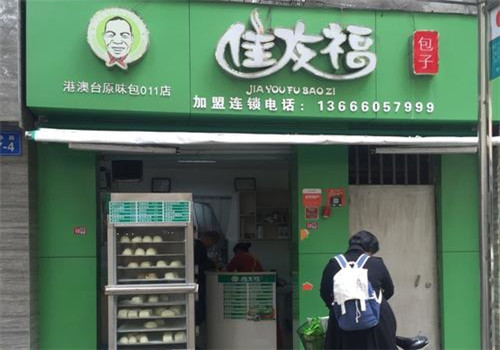 佳友福
包子
JIA YOU FU BAO ZI
港澳台原味包011店
加盟连锁电话：13666057999